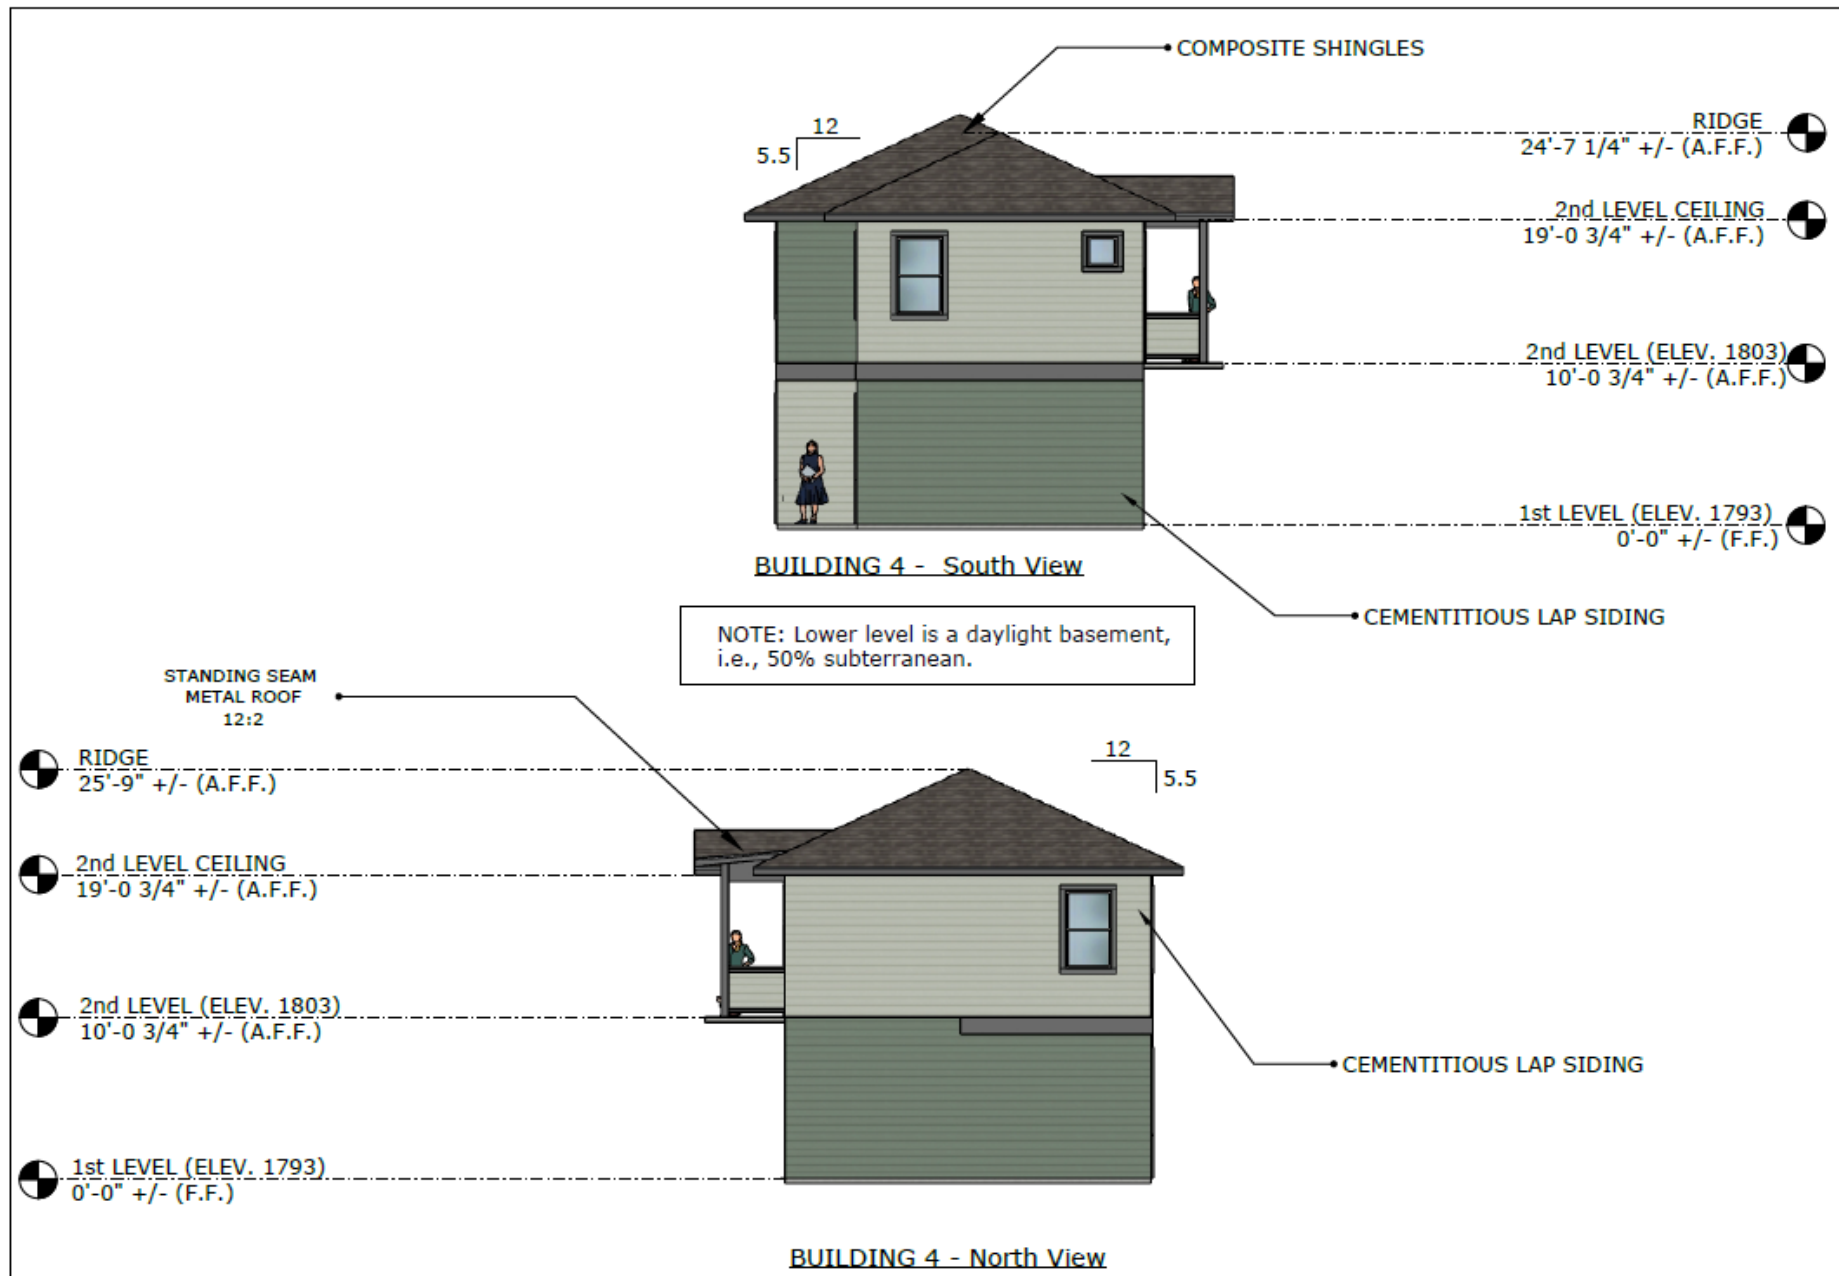 COMPOSITE SHINGLES
12
5.5
RIDGE
24'-7 1/4" +/- (A.F.F.)
2nd LEVEL CEILING
19'-0 3/4" +/- (A.F.F.)
2nd LEVEL (ELEV. 1803)
10'-0 3/4" +/- (A.F.F.)
1st LEVEL (ELEV. 1793)
0'-0" +/- (F.F.)
BUILDING 4 -  South View
CEMENTITIOUS LAP SIDING
NOTE: Lower level is a daylight basement,
i.e., 50% subterranean.
STANDING SEAM
METAL ROOF
12:2
RIDGE
25'-9" +/- (A.F.F.)
12
5.5
2nd LEVEL CEILING
19'-0 3/4" +/- (A.F.F.)
2nd LEVEL (ELEV. 1803)
10'-0 3/4" +/- (A.F.F.)
CEMENTITIOUS LAP SIDING
1st LEVEL (ELEV. 1793)
0'-0" +/- (F.F.)
BUILDING 4 - North View